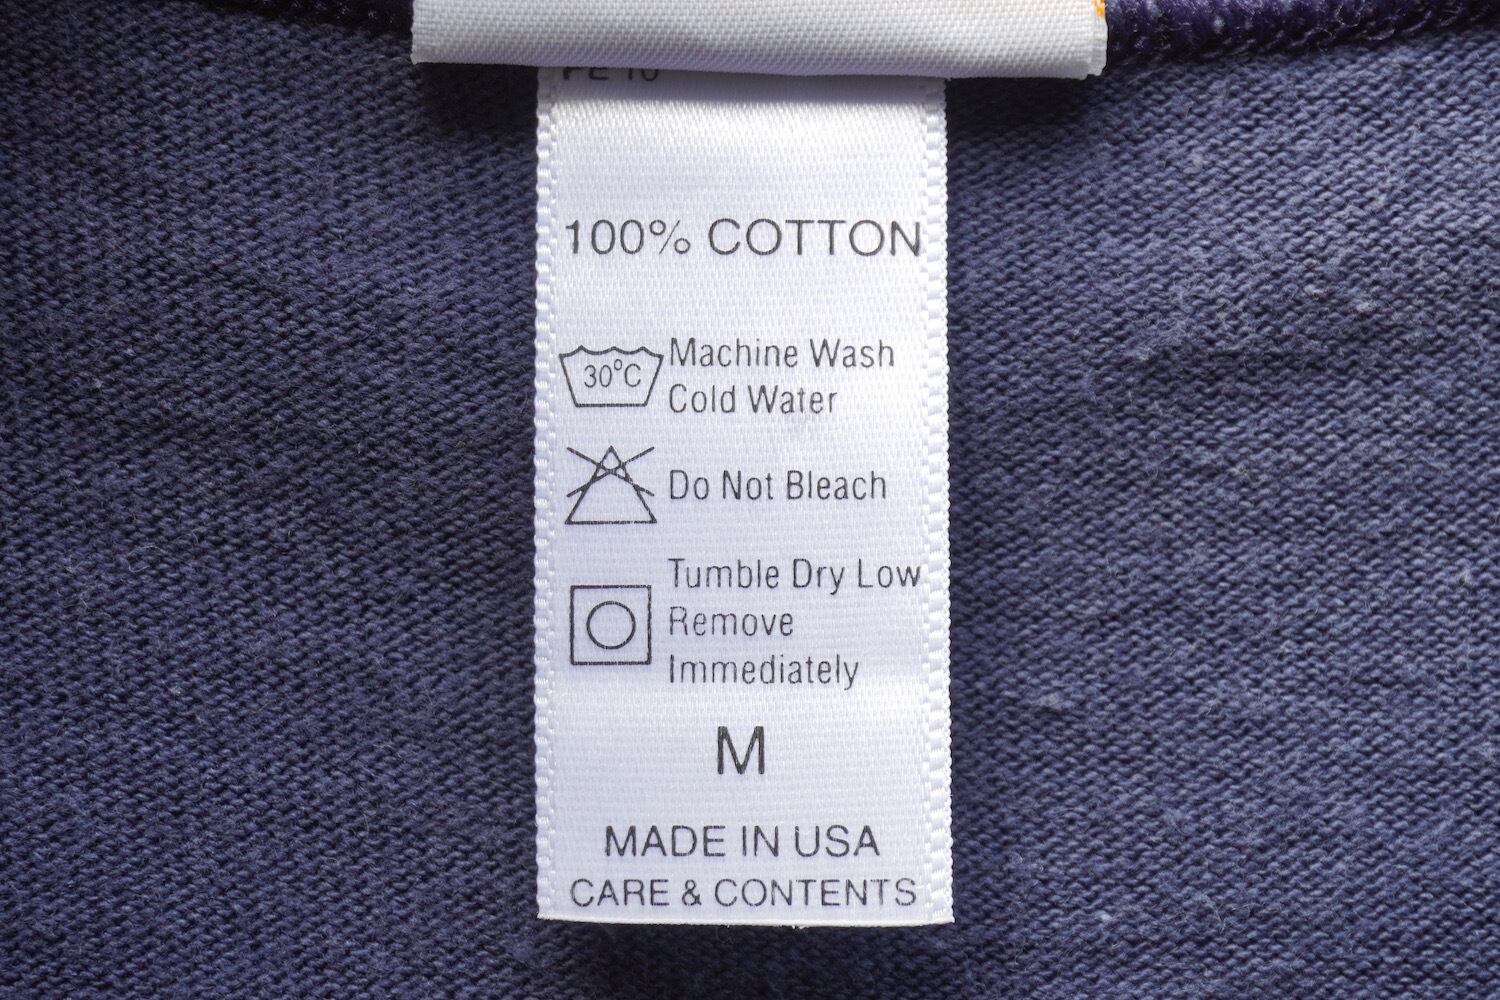 100% COTTON
30°C
Machine Wash
Cold Water
Do Not Bleach
Tumble Dry Low
Remove
Immediately
M
MADE IN USA
CARE & CONTENTS